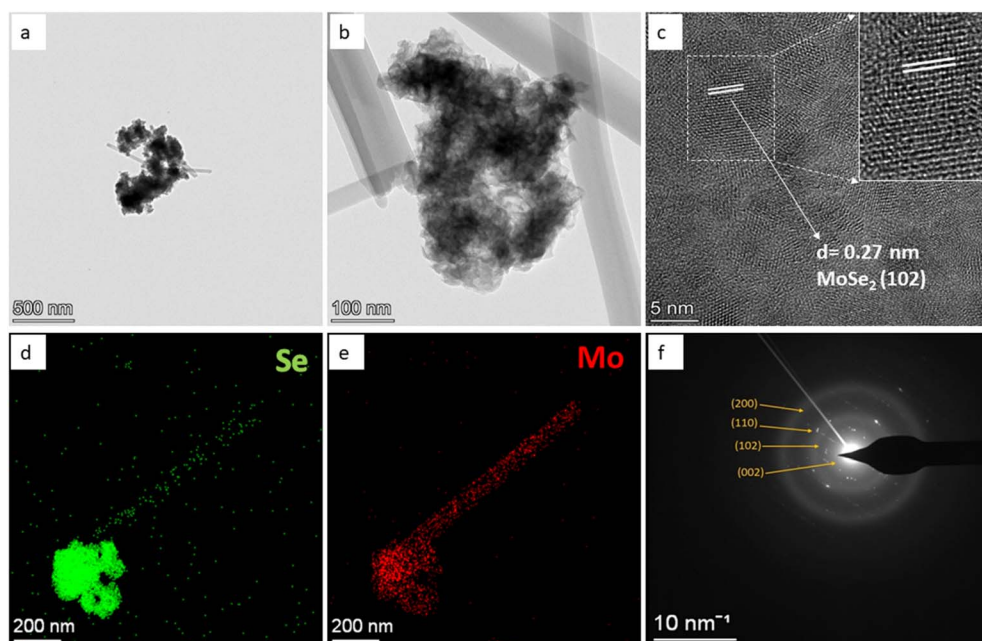 a
500 nm
b
100 nm
c
d= 0.27 nm
MoSe₂ (102)
5 nm
d
Se
200 nm
e
Mo
200 nm
f
(200)
(110)
(102)
(002)
10 nm⁻¹